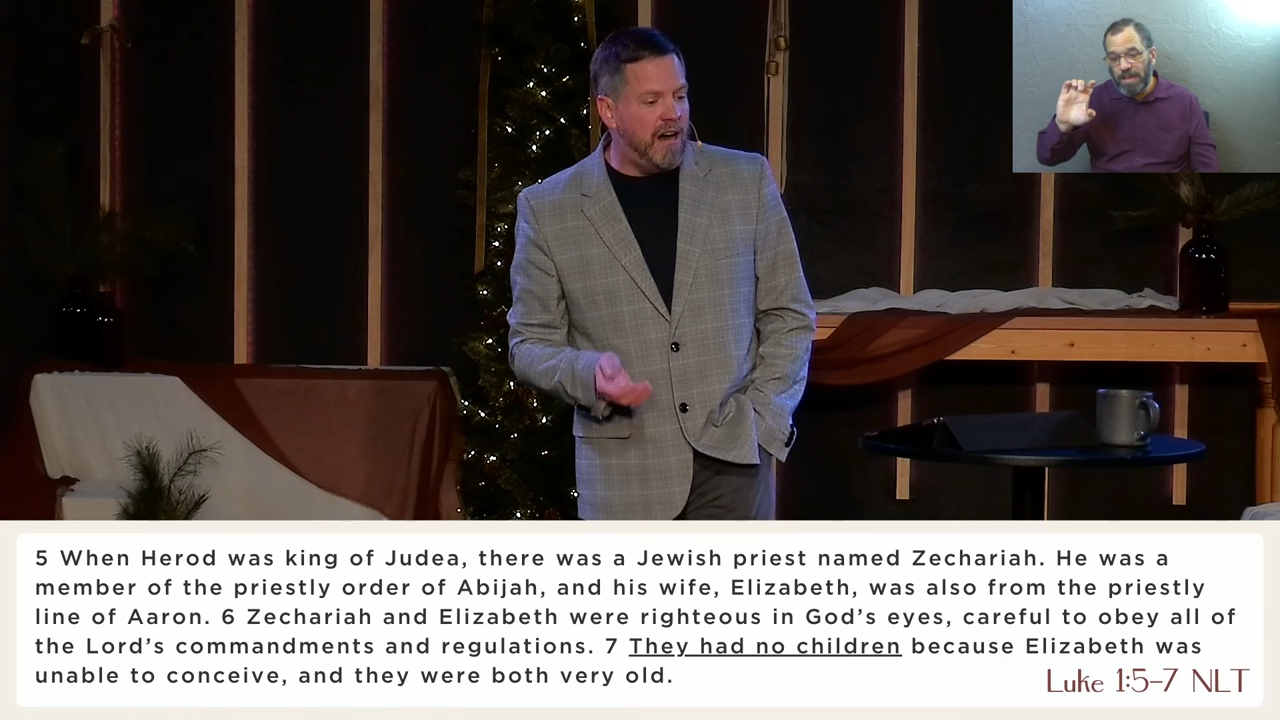 5 When Herod was king of Judea, there was a Jewish priest named Zechariah. He was a
member of the priestly order of Abijah, and his wife, Elizabeth, was also from the priestly
line of Aaron. 6 Zechariah and Elizabeth were righteous in God’s eyes, careful to obey all of
the Lord’s commandments and regulations. 7 They had no children because Elizabeth was
unable to conceive, and they were both very old.
Luke 1:5-7 NLT